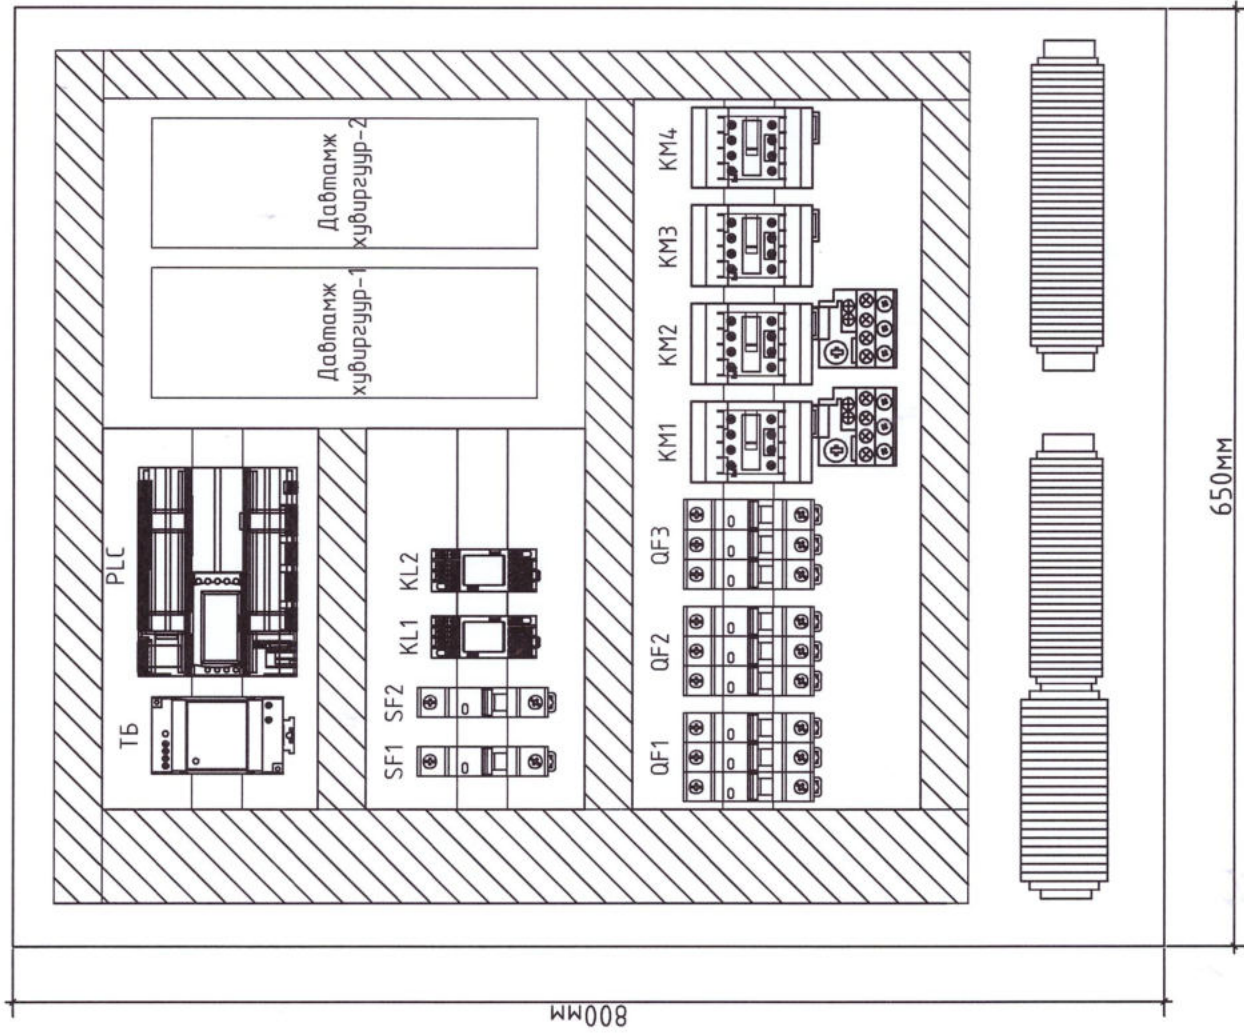 ТБ
PLC
Давтамж
хувиргуур-1
Давтамж
хувиргуур-2
SF1
SF2
KL1
KL2
QF1
QF2
QF3
KM1
KM2
KM3
KM4
800мм
650мм